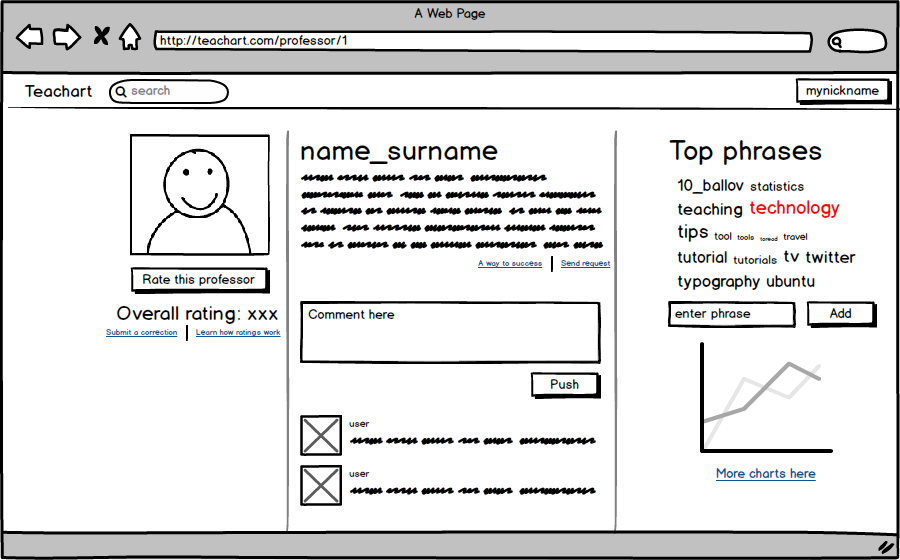 A Web Page
http://teachart.com/professor/1
Teachart
search
mynickname
Rate this professor
Overall rating: xxx
Submit a correction
Learn how ratings work
name_surname
A way to success
Send request
Comment here
Push
user
user
Top phrases
10_ballov statistics
teaching technology
tips tool tools toread travel
tutorial tutorials tv twitter
typography ubuntu
enter phrase
Add
More charts here